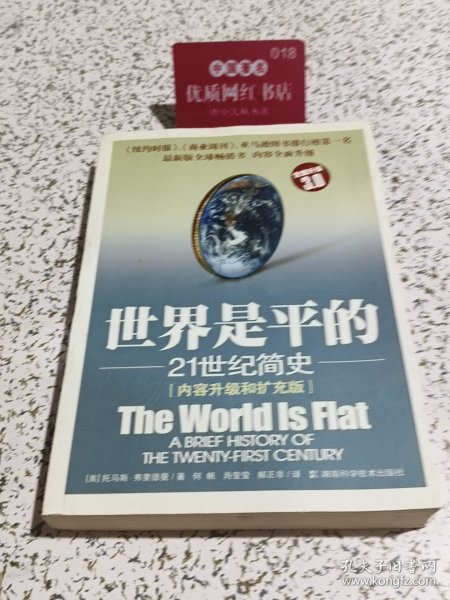 018
中国著名
优质网红书店
《纽约时报》、《商业周刊》、亚马逊图书排行榜第一名
最新版全球畅销书 内容全面升级
3.0
世界是平的
21世纪简史
[内容升级和扩充版]
The World Is Flat
A BRIEF HISTORY OF
THE TWENTY-FIRST CENTURY
[美]托马斯·弗里德曼/著 何帆 肖莹莹 郝正非/译 湖南科学技术出版社
孔夫子旧书网
www.kongfz.com